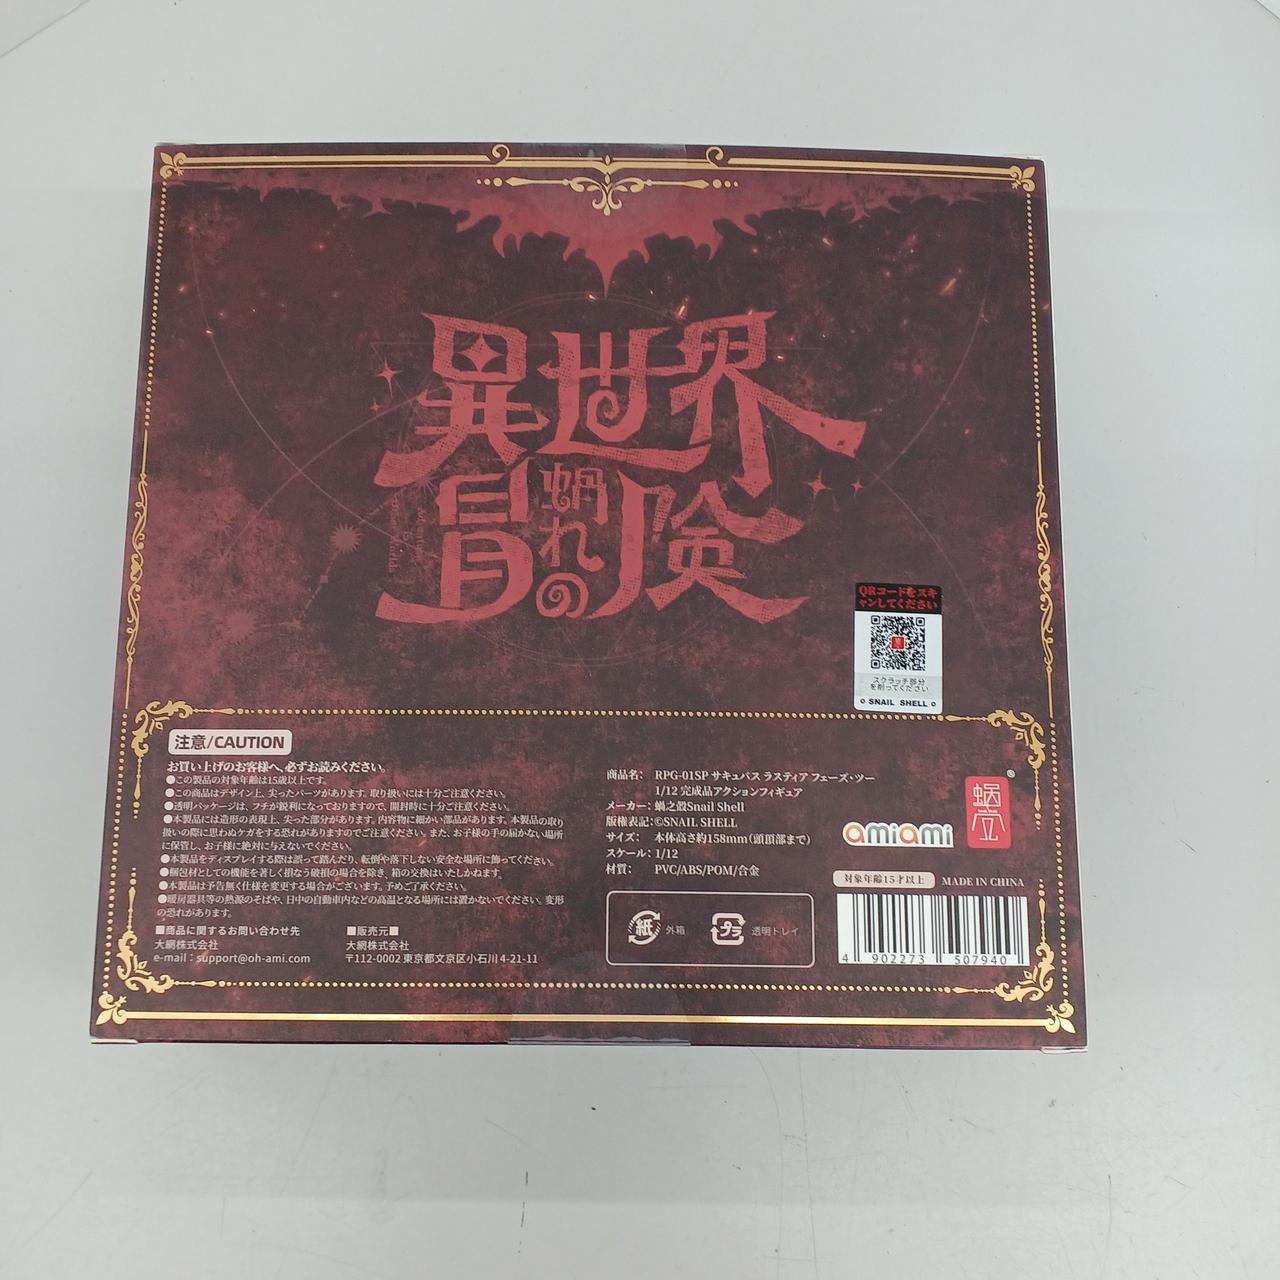 異世界
冒険
蝸れの
QRコードをスキ
ャンしてください
スクラッチ部分
を削ってください
SNAIL SHELL
注意/CAUTION
お買い上げのお客様へ、必ずお読みください。
●この製品の対象年齢は15歳以上です。
●この商品はデザイン上、尖ったパーツがあります。取り扱いには十分ご注意ください。
●透明パッケージは、フチが鋭利になっておりますので、開封時に十分ご注意ください。
●本製品には造形の表現上、尖った部分があります。内容物に細かい部品があります。本製品の取り
扱いの際に思わぬケガをする恐れがありますのでご注意ください。また、お子様の手の届かない場所
に保管し、お子様に絶対に与えないでください。
●本製品をディスプレイする際は誤って踏んだり、転倒や落下しない安全な場所に飾ってください。
●梱包材としての機能を著しく損なう破損の場合を除き、箱の交換はいたしかねます。
●本製品は予告無く仕様を変更する場合がございます。予めご了承ください。
●暖房器具等の熱源のそばや、日中の自動車内などの高温となる場所には置かないでください。変形
の恐れがあります。
■商品に関するお問い合わせ先
大網株式会社
e-mail：support@oh-ami.com
■販売元■
大網株式会社
〒112-0002 東京都文京区小石川 4-21-11
商品名： RPG-01SP サキュバス ラスティア フェーズ・ツー
1/12 完成品アクションフィギュア
メーカー：蝸之殼Snail Shell
版権表記：©SNAIL SHELL
サイズ： 本体高さ約158mm（頭頂部まで）
スケール：1/12
材質： PVC/ABS/POM/合金
紙 外箱
プラ 透明トレイ
amiami
®
対象年齢15才以上
MADE IN CHINA
4 902273 507940